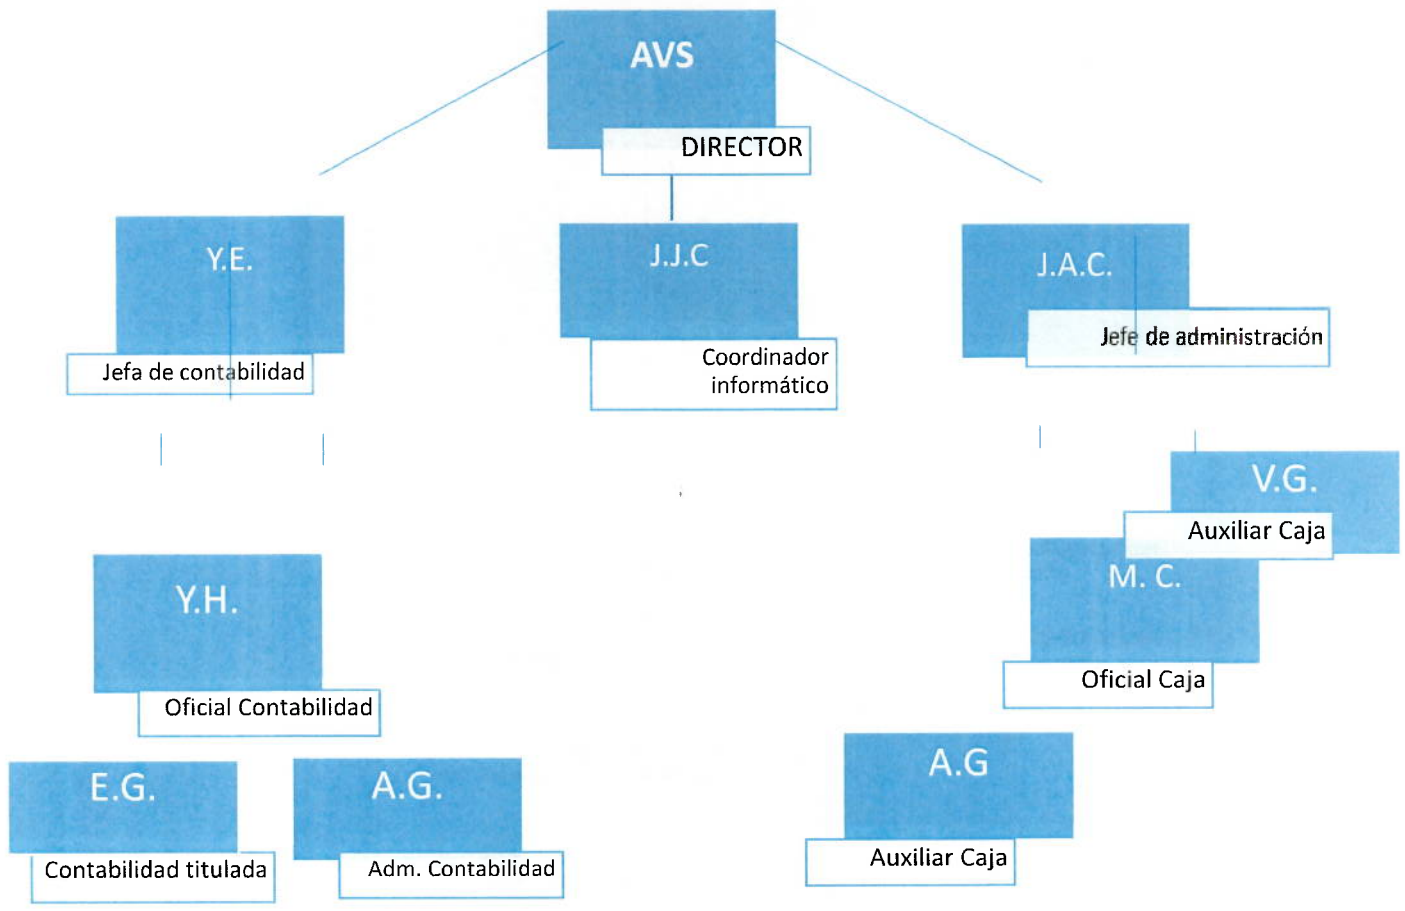 AVS
DIRECTOR
Y.E.
Jefa de contabilidad
J.J.C
Coordinador
informático
J.A.C.
Jefe de administración
V.G.
Auxiliar Caja
M. C.
Oficial Caja
Y.H.
Oficial Contabilidad
E.G.
Contabilidad titulada
A.G.
Adm. Contabilidad
A.G
Auxiliar Caja